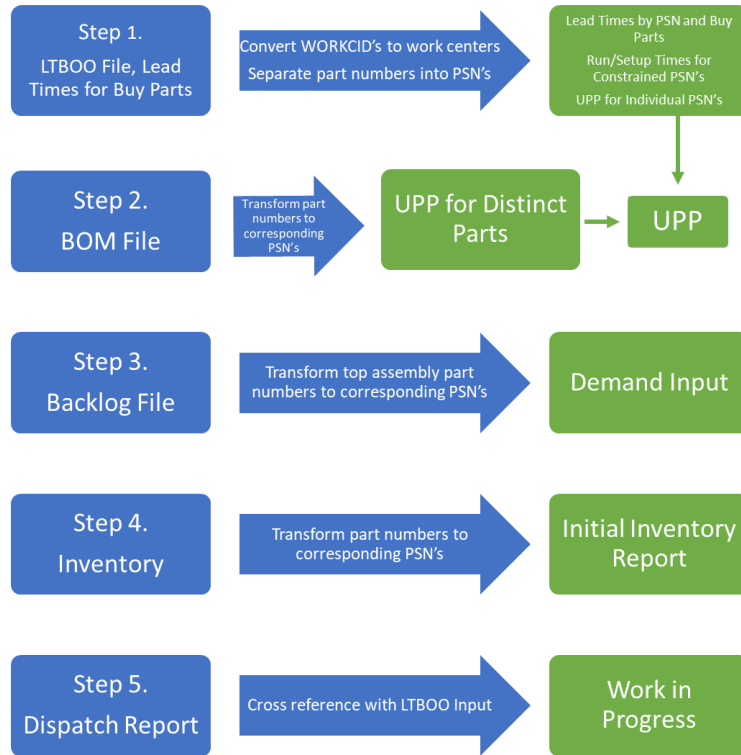 Step 1.
LTBOO File, Lead
Times for Buy Parts
Convert WORKCID's to work centers
Separate part numbers into PSN's
Lead Times by PSN and Buy
Parts
Run/Setup Times for
Constrained PSN's
UPP for Individual PSN's
Step 2.
BOM File
Transform part
numbers to
corresponding
PSN's
UPP for Distinct
Parts
UPP
Step 3.
Backlog File
Transform top assembly part
numbers to corresponding PSN's
Demand Input
Step 4.
Inventory
Transform part numbers to
corresponding PSN's
Initial Inventory
Report
Step 5.
Dispatch Report
Cross reference with LTBOO Input
Work in
Progress